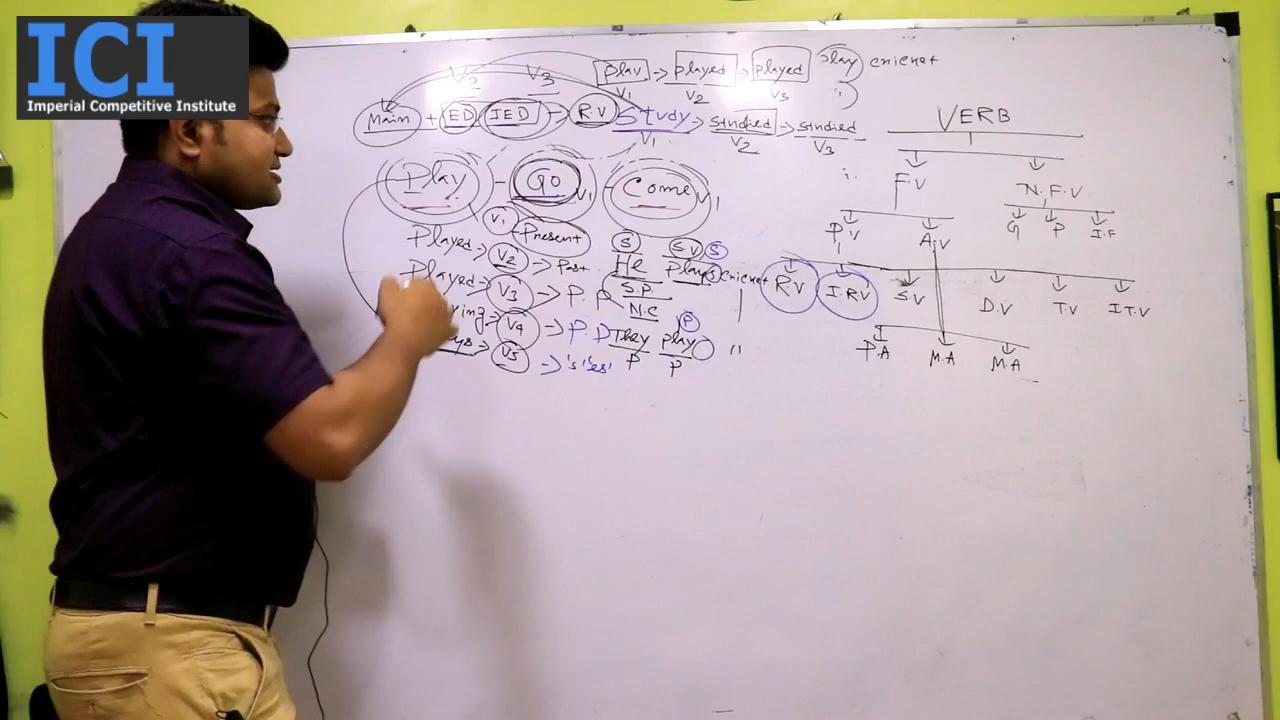 ICI
Imperial Competitive Institute
V2 V3 Play → Played → Played Play cricket
V1 V2 V3
Main + ED IED → RV Study → Studied → Studied
V1 V2 V3
VERB
F.V N.F.V
P.V A.V G P I.F
R.V I.R.V S.V D.V T.V I.T.V
P.A M.A M.A
Play - Go V1 - Come V1
V1 Present
Played → V2 → Past
Played → V3 → P.P
ying → V4 → P.P
ys → V5 → 's' 'es'
S S.V S
He Plays cricket
S.P
N.C
P
They play "
P P